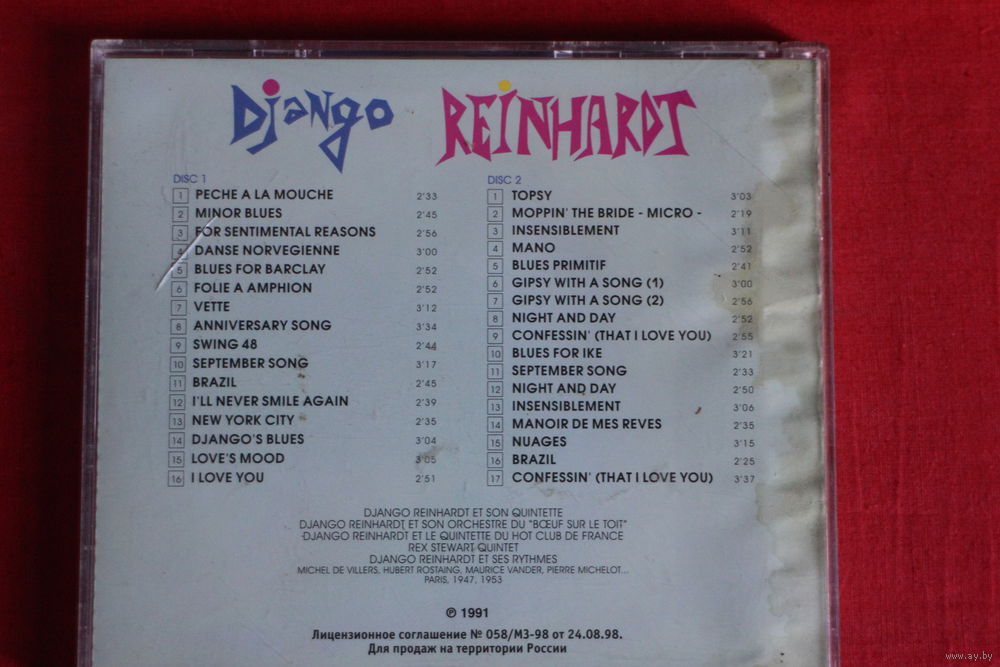 Django REINHARDT
DISC 1
1 PECHE A LA MOUCHE 2'33
2 MINOR BLUES 2'45
3 FOR SENTIMENTAL REASONS 2'56
4 DANSE NORVEGIENNE 3'00
5 BLUES FOR BARCLAY 2'52
6 FOLIE A AMPHION 2'52
7 VETTE 3'12
8 ANNIVERSARY SONG 3'34
9 SWING 48 2'44
10 SEPTEMBER SONG 3'17
11 BRAZIL 2'45
12 I'LL NEVER SMILE AGAIN 2'39
13 NEW YORK CITY 2'35
14 DJANGO'S BLUES 3'04
15 LOVE'S MOOD 3'05
16 I LOVE YOU 2'51
DISC 2
1 TOPSY 3'03
2 MOPPIN' THE BRIDE - MICRO - 2'19
3 INSENSIBLEMENT 3'11
4 MANO 2'52
5 BLUES PRIMITIF 2'41
6 GIPSY WITH A SONG (1) 3'00
7 GIPSY WITH A SONG (2) 2'56
8 NIGHT AND DAY 2'52
9 CONFESSIN' (THAT I LOVE YOU) 2'55
10 BLUES FOR IKE 3'21
11 SEPTEMBER SONG 2'33
12 NIGHT AND DAY 2'50
13 INSENSIBLEMENT 3'06
14 MANOIR DE MES REVES 2'35
15 NUAGES 3'15
16 BRAZIL 2'25
17 CONFESSIN' (THAT I LOVE YOU) 3'37
DJANGO REINHARDT ET SON QUINTETTE
DJANGO REINHARDT ET SON ORCHESTRE DU "BŒUF SUR LE TOIT"
DJANGO REINHARDT ET LE QUINTETTE DU HOT CLUB DE FRANCE
REX STEWART QUINTET
DJANGO REINHARDT ET SES RYTHMES
MICHEL DE VILLERS, HUBERT ROSTAING, MAURICE VANDER, PIERRE MICHELOT...
PARIS, 1947, 1953
℗ 1991
Лицензионное соглашение № 058/МЗ-98 от 24.08.98.
Для продаж на территории России
www.ay.by